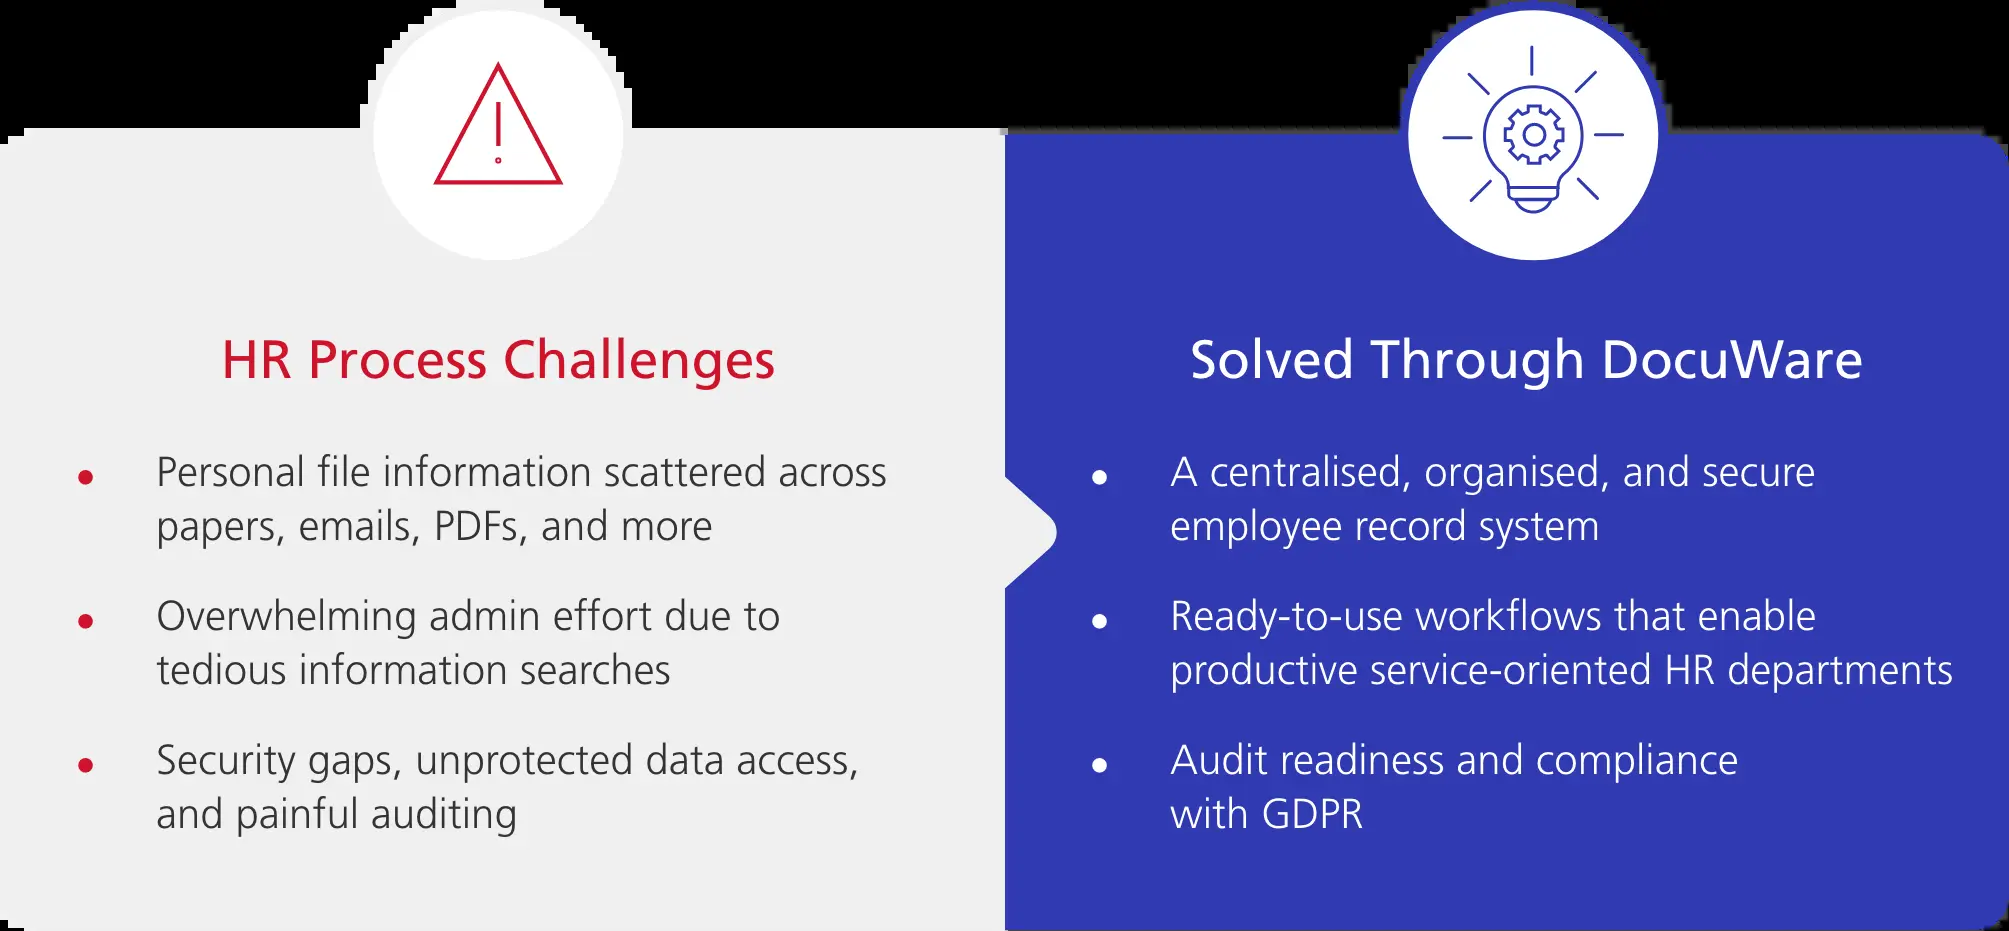 HR Process Challenges
• Personal file information scattered across
papers, emails, PDFs, and more
• Overwhelming admin effort due to
tedious information searches
• Security gaps, unprotected data access,
and painful auditing
Solved Through DocuWare
• A centralised, organised, and secure
employee record system
• Ready-to-use workflows that enable
productive service-oriented HR departments
• Audit readiness and compliance
with GDPR